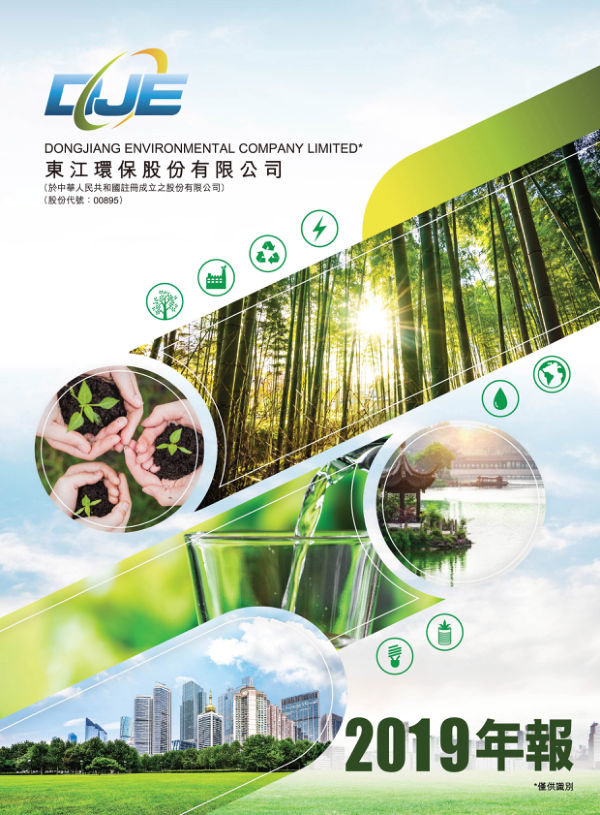 DJE
DONGJIANG ENVIRONMENTAL COMPANY LIMITED*
東江環保股份有限公司
（於中華人民共和國註冊成立之股份有限公司）
（股份代號：00895）
2019年報
*僅供識別